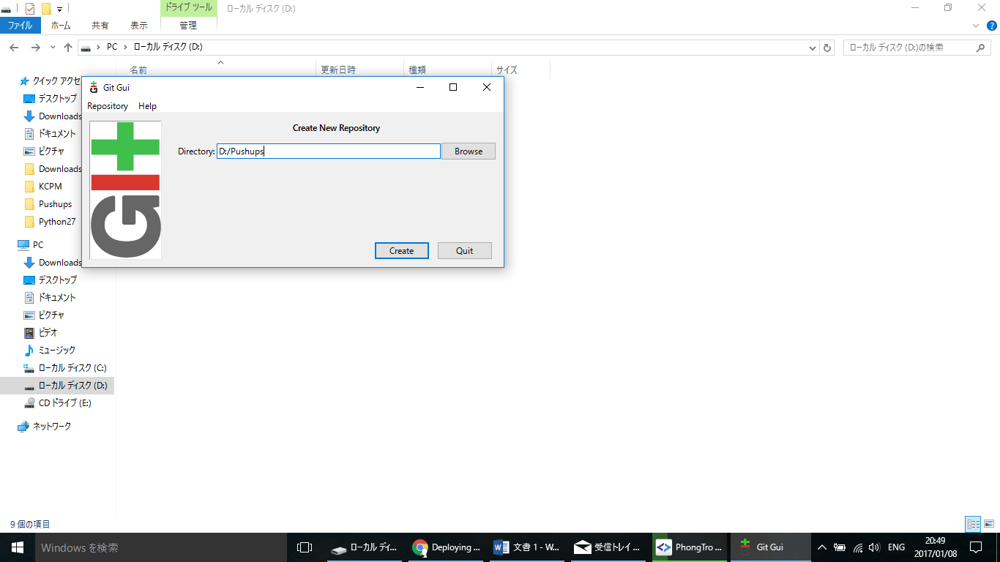 ドライブ ツール ローカル ディスク (D:)
ファイル ホーム 共有 表示 管理
PC ローカル ディスク (D:) ローカル ディスク (D:)の検索
名前 更新日時 種類 サイズ
クイック アクセ
デスクトップ
Downloads
ドキュメント
ピクチャ
Downloads
KCPM
Pushups
Python27
PC
Downloads
デスクトップ
ドキュメント
ピクチャ
ビデオ
ミュージック
ローカル ディスク (C:)
ローカル ディスク (D:)
CD ドライブ (E:)
ネットワーク
Git Gui
Repository Help
GIT
Create New Repository
Directory: D:/Pushups Browse
Create Quit
9 個の項目
Windows を検索 ローカル ディ... Deploying ... 文書 1 - W... 受信トレイ ... PhongTro ... Git Gui ENG 20:49
2017/01/08